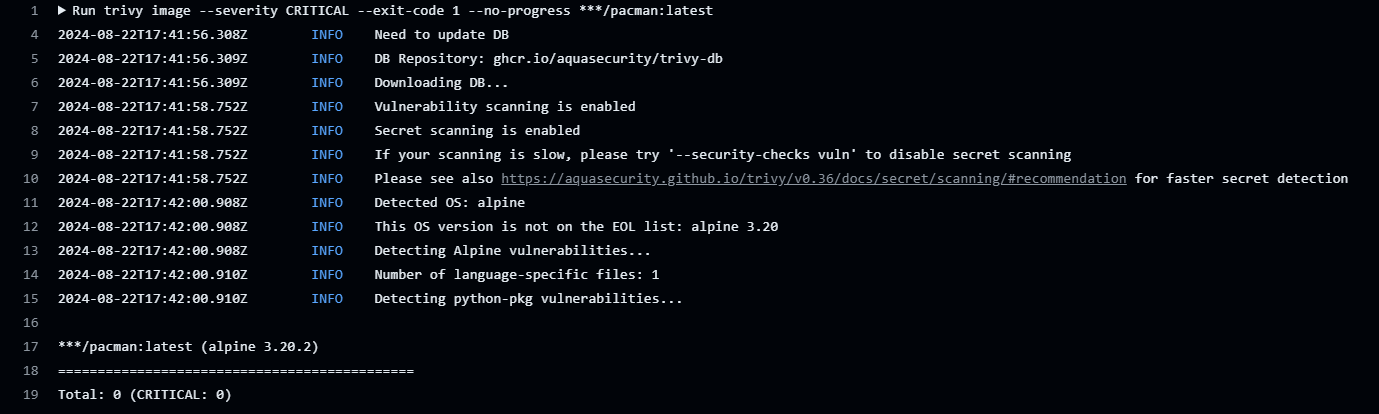 1 ▶ Run trivy image --severity CRITICAL --exit-code 1 --no-progress ***/pacman:latest
4 2024-08-22T17:41:56.308Z INFO Need to update DB
5 2024-08-22T17:41:56.309Z INFO DB Repository: ghcr.io/aquasecurity/trivy-db
6 2024-08-22T17:41:56.309Z INFO Downloading DB...
7 2024-08-22T17:41:58.752Z INFO Vulnerability scanning is enabled
8 2024-08-22T17:41:58.752Z INFO Secret scanning is enabled
9 2024-08-22T17:41:58.752Z INFO If your scanning is slow, please try '--security-checks vuln' to disable secret scanning
10 2024-08-22T17:41:58.752Z INFO Please see also https://aquasecurity.github.io/trivy/v0.36/docs/secret/scanning/#recommendation for faster secret detection
11 2024-08-22T17:42:00.908Z INFO Detected OS: alpine
12 2024-08-22T17:42:00.908Z INFO This OS version is not on the EOL list: alpine 3.20
13 2024-08-22T17:42:00.908Z INFO Detecting Alpine vulnerabilities...
14 2024-08-22T17:42:00.910Z INFO Number of language-specific files: 1
15 2024-08-22T17:42:00.910Z INFO Detecting python-pkg vulnerabilities...
16
17 ***/pacman:latest (alpine 3.20.2)
18 =============================================
19 Total: 0 (CRITICAL: 0)